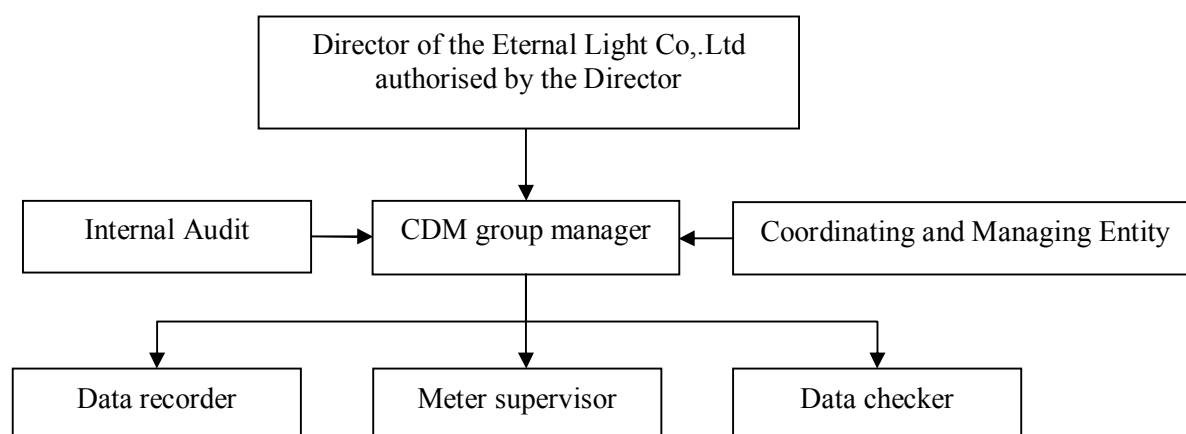 Director of the Eternal Light Co,.Ltd
authorised by the Director
Internal Audit
CDM group manager
Coordinating and Managing Entity
Data recorder
Meter supervisor
Data checker